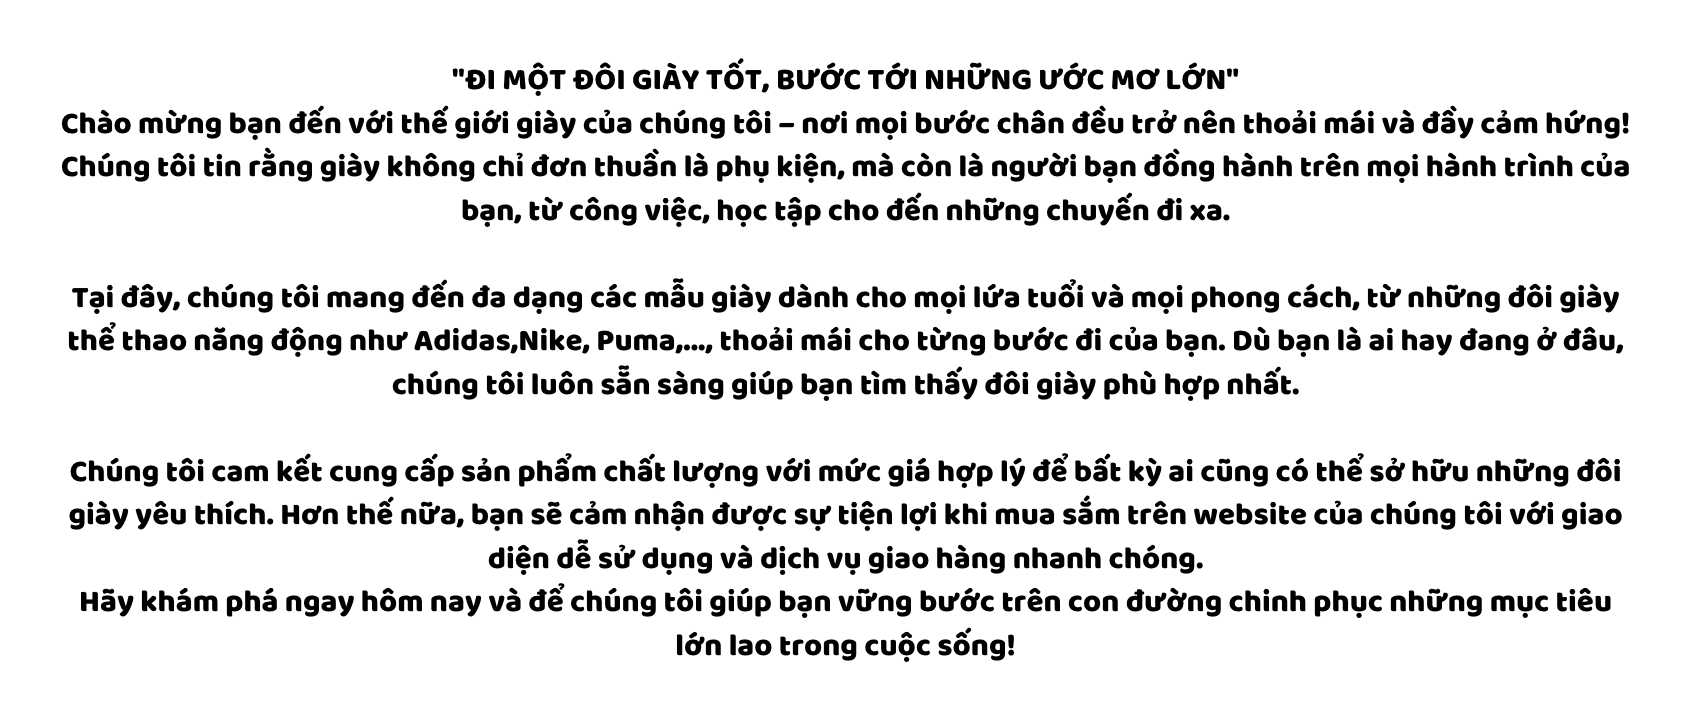 "ĐI MỘT ĐÔI GIÀY TỐT, BƯỚC TỚI NHỮNG ƯỚC MƠ LỚN"
Chào mừng bạn đến với thế giới giày của chúng tôi – nơi mọi bước chân đều trở nên thoải mái và đầy cảm hứng!
Chúng tôi tin rằng giày không chỉ đơn thuần là phụ kiện, mà còn là người bạn đồng hành trên mọi hành trình của
bạn, từ công việc, học tập cho đến những chuyến đi xa.
Tại đây, chúng tôi mang đến đa dạng các mẫu giày dành cho mọi lứa tuổi và mọi phong cách, từ những đôi giày
thể thao năng động như Adidas,Nike, Puma,..., thoải mái cho từng bước đi của bạn. Dù bạn là ai hay đang ở đâu,
chúng tôi luôn sẵn sàng giúp bạn tìm thấy đôi giày phù hợp nhất.
Chúng tôi cam kết cung cấp sản phẩm chất lượng với mức giá hợp lý để bất kỳ ai cũng có thể sở hữu những đôi
giày yêu thích. Hơn thế nữa, bạn sẽ cảm nhận được sự tiện lợi khi mua sắm trên website của chúng tôi với giao
diện dễ sử dụng và dịch vụ giao hàng nhanh chóng.
Hãy khám phá ngay hôm nay và để chúng tôi giúp bạn vững bước trên con đường chinh phục những mục tiêu
lớn lao trong cuộc sống!